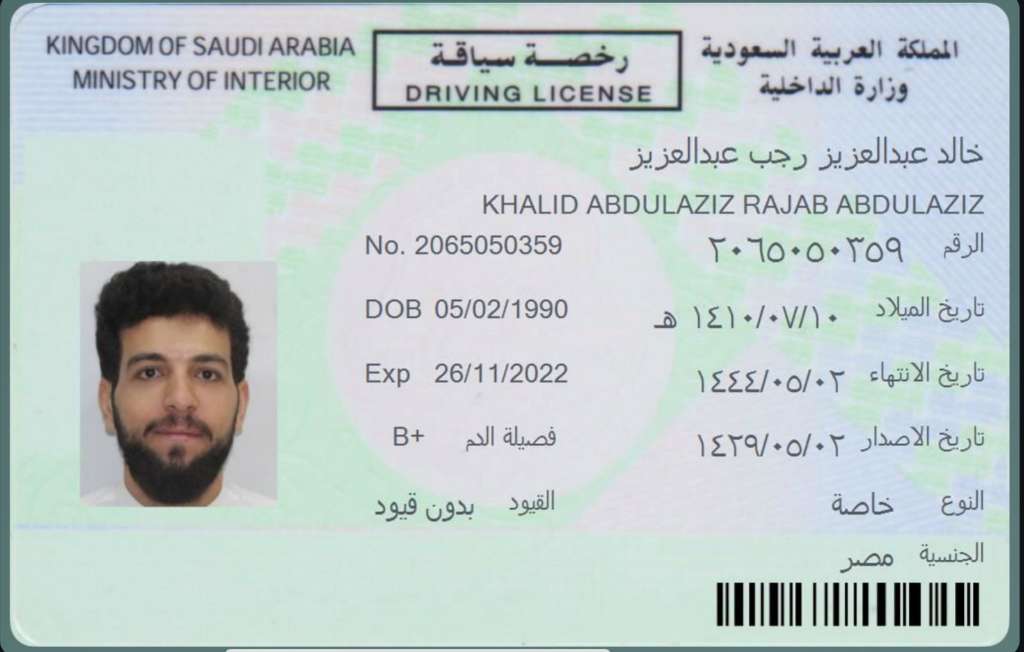 KINGDOM OF SAUDI ARABIA
MINISTRY OF INTERIOR
رخصة سياقة
DRIVING LICENSE
المملكة العربية السعودية
وزارة الداخلية
خالد عبدالعزيز رجب عبدالعزيز
KHALID ABDULAZIZ RAJAB ABDULAZIZ
No. 2065050359 الرقم ٢٠٦٥٠٥٠٣٥٩
DOB 05/02/1990 تاريخ الميلاد ١٤١٠/٠٧/١٠ هـ
Exp 26/11/2022 تاريخ الانتهاء ١٤٤٤/٠٥/٠٢
تاريخ الاصدار ١٤٢٩/٠٥/٠٢ فصيلة الدم B+
النوع خاصة القيود بدون قيود
الجنسية مصر